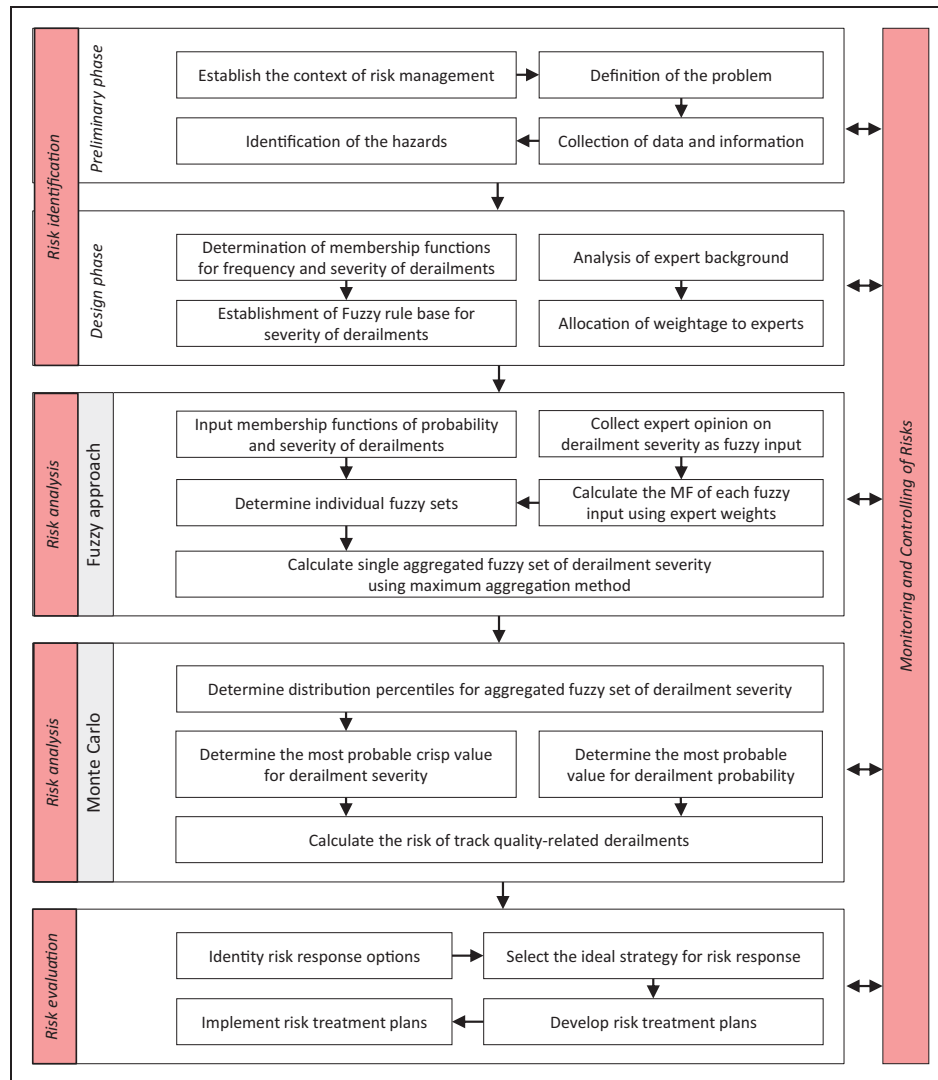 Risk identification
Preliminary phase
Establish the context of risk management
Definition of the problem
Identification of the hazards
Collection of data and information
Design phase
Determination of membership functions
for frequency and severity of derailments
Analysis of expert background
Establishment of Fuzzy rule base for
severity of derailments
Allocation of weightage to experts
Risk analysis
Fuzzy approach
Input membership functions of probability
and severity of derailments
Collect expert opinion on
derailment severity as fuzzy input
Determine individual fuzzy sets
Calculate the MF of each fuzzy
input using expert weights
Calculate single aggregated fuzzy set of derailment severity
using maximum aggregation method
Risk analysis
Monte Carlo
Determine distribution percentiles for aggregated fuzzy set of derailment severity
Determine the most probable crisp value
for derailment severity
Determine the most probable
value for derailment probability
Calculate the risk of track quality-related derailments
Risk evaluation
Identity risk response options
Select the ideal strategy for risk response
Implement risk treatment plans
Develop risk treatment plans
Monitoring and Controlling of Risks